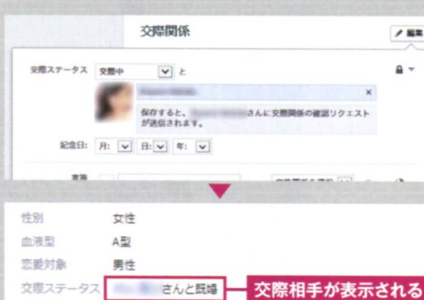 交際関係
編集
交際ステータス 交際中 と
×
保存すると、 さんに交際関係の確認リクエスト
が送信されます。
記念日: 月: 日: 年:
性別 女性
血液型 A型
恋愛対象 男性
交際ステータス さんと既婚
交際相手が表示される